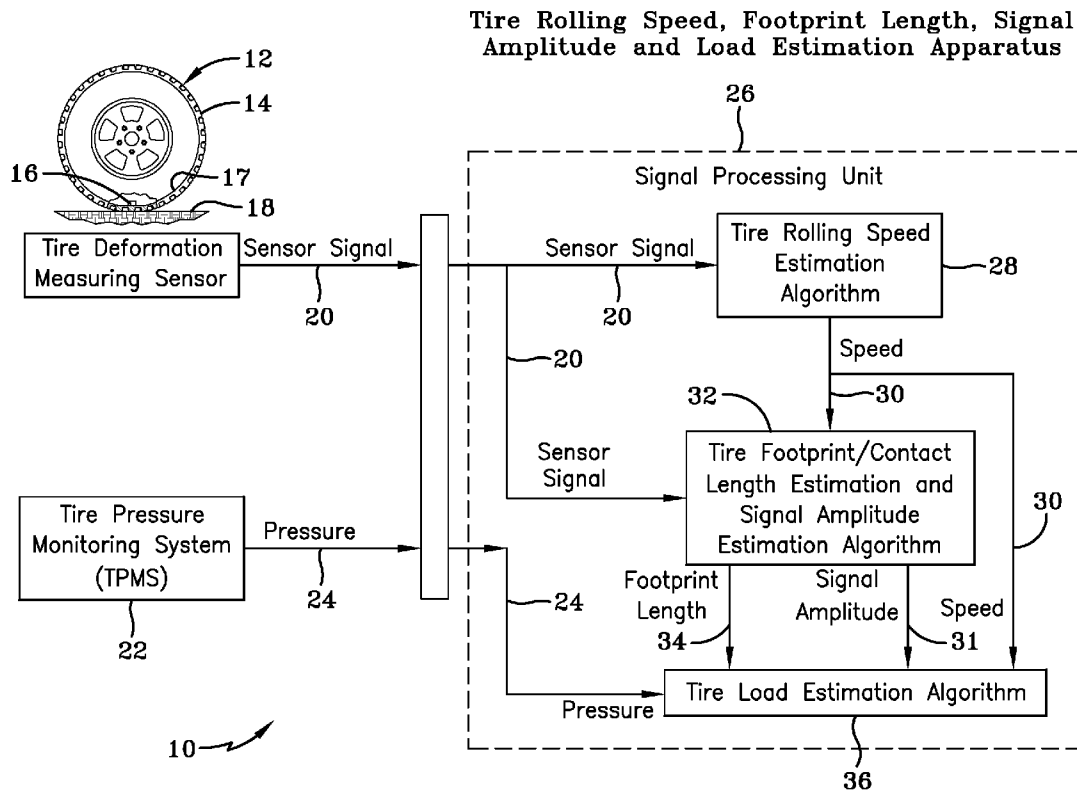 Tire Rolling Speed, Footprint Length, Signal
Amplitude and Load Estimation Apparatus
12
14
16
17
18
26
Signal Processing Unit
Tire Deformation
Measuring Sensor
Sensor Signal
20
Sensor Signal
20
Tire Rolling Speed
Estimation
Algorithm
28
20
Speed
30
32
Sensor
Signal
Tire Footprint/Contact
Length Estimation and
Signal Amplitude
Estimation Algorithm
30
Tire Pressure
Monitoring System
(TPMS)
22
Pressure
24
24
Footprint
Length
34
Signal
Amplitude
31
Speed
Pressure
Tire Load Estimation Algorithm
36
10